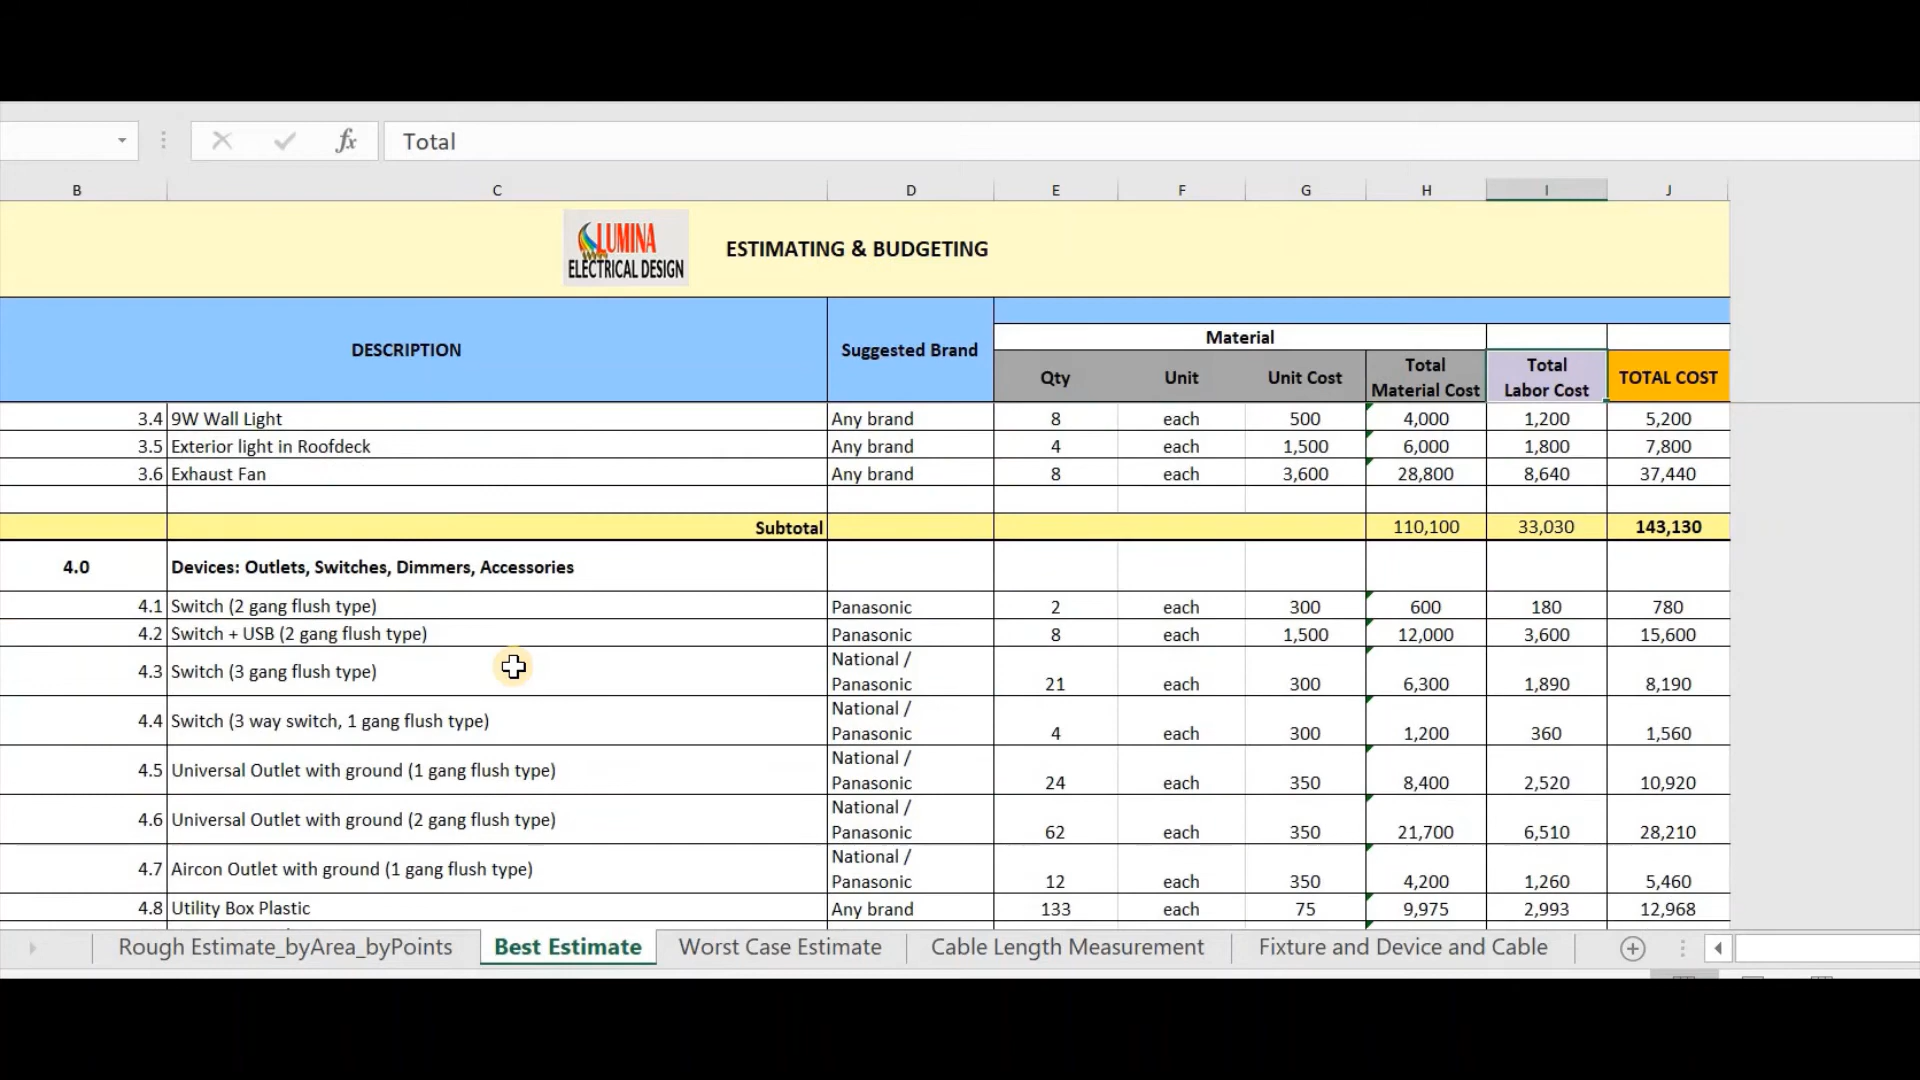 fx Total
B C D E F G H I J
LUMINA
ELECTRICAL DESIGN
ESTIMATING & BUDGETING
DESCRIPTION
Suggested Brand
Material
Qty
Unit
Unit Cost
Total
Material Cost
Total
Labor Cost
TOTAL COST
3.4 9W Wall Light Any brand 8 each 500 4,000 1,200 5,200
3.5 Exterior light in Roofdeck Any brand 4 each 1,500 6,000 1,800 7,800
3.6 Exhaust Fan Any brand 8 each 3,600 28,800 8,640 37,440
Subtotal 110,100 33,030 143,130
4.0 Devices: Outlets, Switches, Dimmers, Accessories
4.1 Switch (2 gang flush type) Panasonic 2 each 300 600 180 780
4.2 Switch + USB (2 gang flush type) Panasonic 8 each 1,500 12,000 3,600 15,600
National /
4.3 Switch (3 gang flush type) Panasonic 21 each 300 6,300 1,890 8,190
National /
4.4 Switch (3 way switch, 1 gang flush type) Panasonic 4 each 300 1,200 360 1,560
National /
4.5 Universal Outlet with ground (1 gang flush type) Panasonic 24 each 350 8,400 2,520 10,920
National /
4.6 Universal Outlet with ground (2 gang flush type) Panasonic 62 each 350 21,700 6,510 28,210
National /
4.7 Aircon Outlet with ground (1 gang flush type) Panasonic 12 each 350 4,200 1,260 5,460
4.8 Utility Box Plastic Any brand 133 each 75 9,975 2,993 12,968
Rough Estimate_byArea_byPoints Best Estimate Worst Case Estimate Cable Length Measurement Fixture and Device and Cable